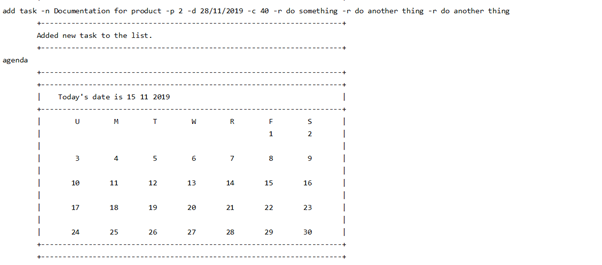 add task -n Documentation for product -p 2 -d 28/11/2019 -c 40 -r do something -r do another thing -r do another thing
Added new task to the list.
agenda
Today's date is 15 11 2019
U M T W R F S
1 2
3 4 5 6 7 8 9
10 11 12 13 14 15 16
17 18 19 20 21 22 23
24 25 26 27 28 29 30